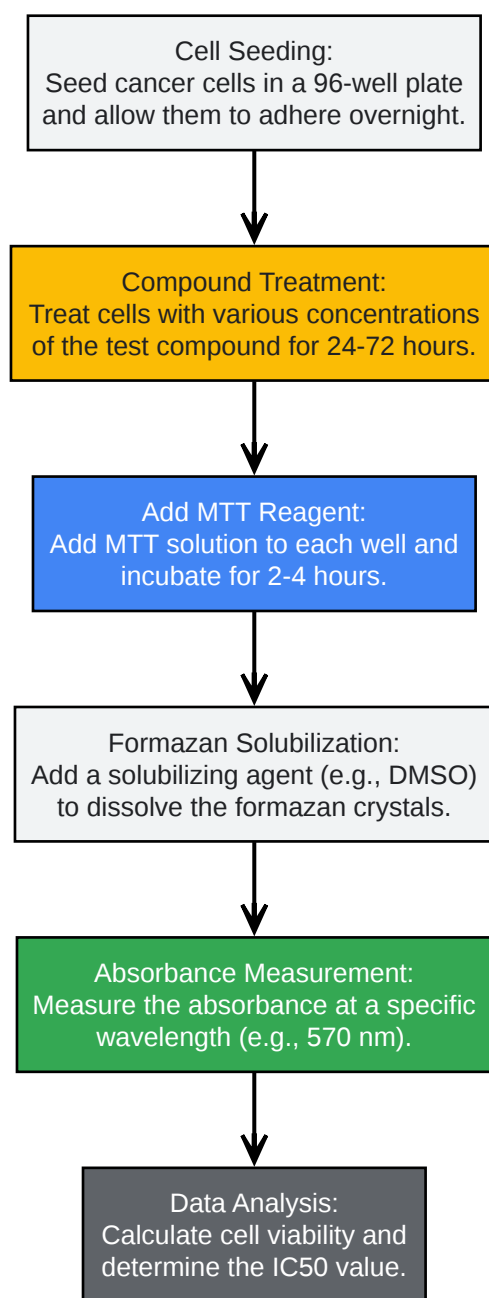 Cell Seeding:
Seed cancer cells in a 96-well plate
and allow them to adhere overnight.
Compound Treatment:
Treat cells with various concentrations
of the test compound for 24-72 hours.
Add MTT Reagent:
Add MTT solution to each well and
incubate for 2-4 hours.
Formazan Solubilization:
Add a solubilizing agent (e.g., DMSO)
to dissolve the formazan crystals.
Absorbance Measurement:
Measure the absorbance at a specific
wavelength (e.g., 570 nm).
Data Analysis:
Calculate cell viability and
determine the IC50 value.